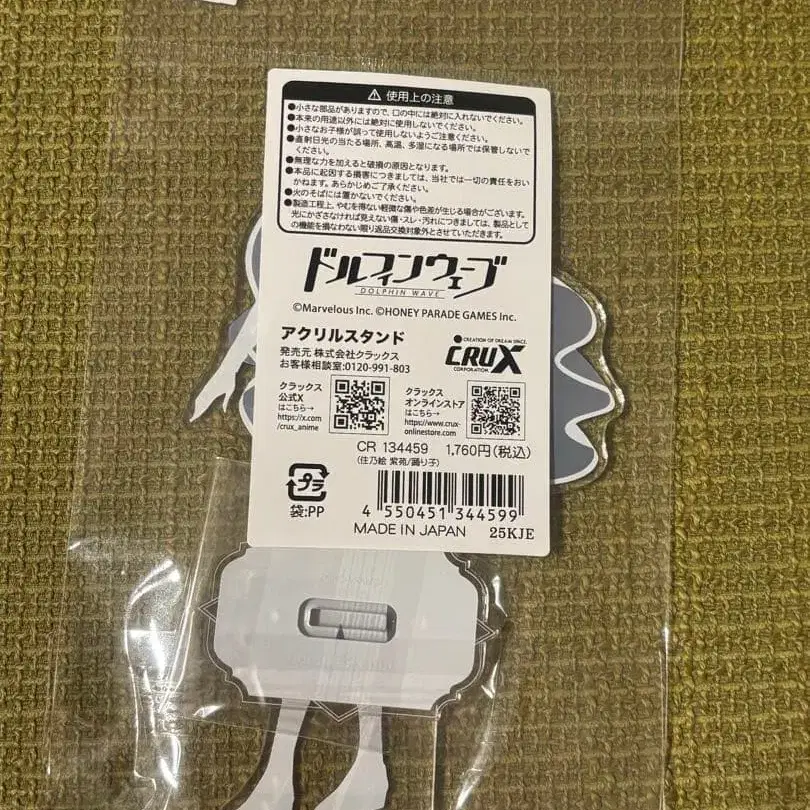 ⚠ 使用上の注意
●小さな部品がありますので、口の中には絶対に入れないでください。
●本来の用途以外には絶対に使用しないでください。
●小さなお子様が誤って使用しないようご注意ください。
●直射日光の当たる場所、高温、多湿になる場所では保管しないで
ください。
●無理な力を加えると破損の原因となります。
●本品に起因する損害につきましては、当社では一切の責任をおい
かねます。あらかじめご了承ください。
●火のそばには置かないでください。
●製造工程上、やむを得ない軽微な傷や色差が生じる場合がございます。
光にかざさなければ見えない傷・スレ・汚れにつきましては、製品として
の機能を損なわない限り返品交換対象外とさせていただきます。
ドルフィンウェーブ
DOLPHIN WAVE
©Marvelous Inc. ©HONEY PARADE GAMES Inc.
アクリルスタンド
発売元 株式会社クラックス
お客様相談室:0120-991-803
CREATION OF DREAM SPACE.
CRUX
CORPORATION
クラックス
公式X
はこちら→
https://x.com
/crux_anime
クラックス
オンラインストア
はこちら→
https://www.crux-
onlinestore.com
CR 134459 1,760円(税込)
(住乃絵 紫苑/踊り子)
プラ
袋:PP
4 550451 344599
MADE IN JAPAN 25KJE